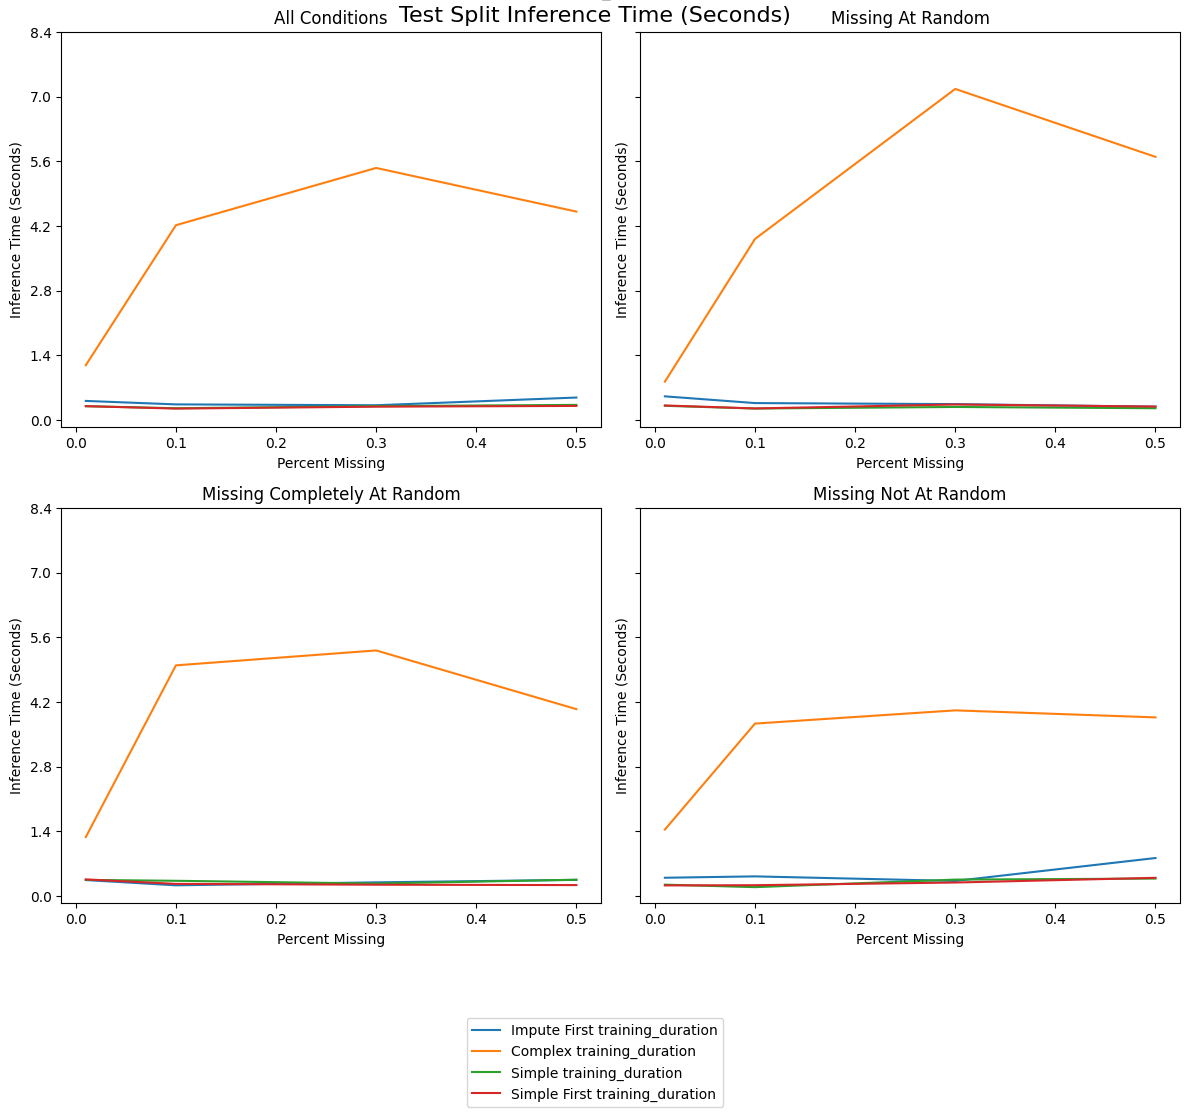 Test Split Inference Time (Seconds)
All Conditions
Missing At Random
8.4
7.0
5.6
4.2
2.8
1.4
0.0
Inference Time (Seconds)
Inference Time (Seconds)
0.0 0.1 0.2 0.3 0.4 0.5
0.0 0.1 0.2 0.3 0.4 0.5
Percent Missing
Percent Missing
Missing Completely At Random
Missing Not At Random
8.4
7.0
5.6
4.2
2.8
1.4
0.0
Inference Time (Seconds)
Inference Time (Seconds)
0.0 0.1 0.2 0.3 0.4 0.5
0.0 0.1 0.2 0.3 0.4 0.5
Percent Missing
Percent Missing
Impute First training_duration
Complex training_duration
Simple training_duration
Simple First training_duration